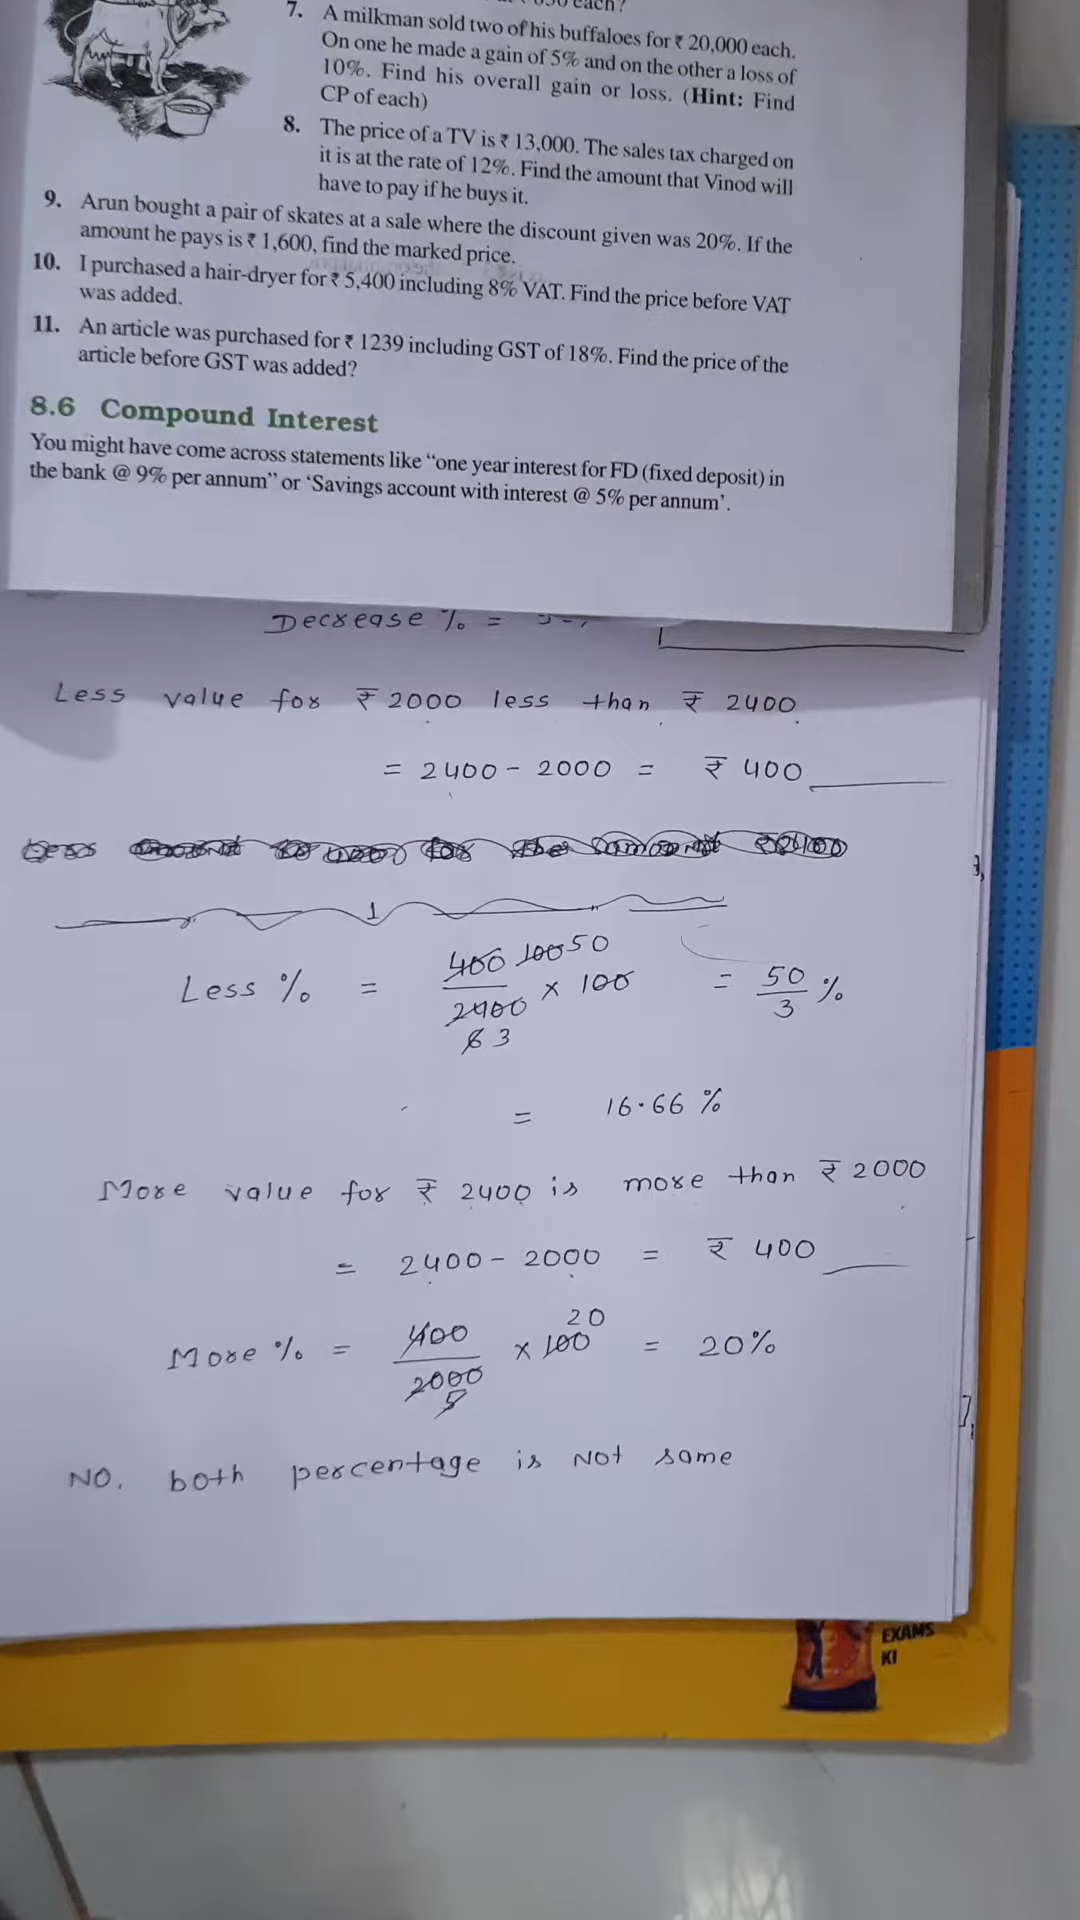 each?
7. A milkman sold two of his buffaloes for ₹ 20,000 each.
On one he made a gain of 5% and on the other a loss of
10%. Find his overall gain or loss. (Hint: Find
CP of each)
8. The price of a TV is ₹ 13,000. The sales tax charged on
it is at the rate of 12%. Find the amount that Vinod will
have to pay if he buys it.
9. Arun bought a pair of skates at a sale where the discount given was 20%. If the
amount he pays is ₹ 1,600, find the marked price.
10. I purchased a hair-dryer for ₹ 5,400 including 8% VAT. Find the price before VAT
was added.
11. An article was purchased for ₹ 1239 including GST of 18%. Find the price of the
article before GST was added?
8.6 Compound Interest
You might have come across statements like “one year interest for FD (fixed deposit) in
the bank @ 9% per annum” or ‘Savings account with interest @ 5% per annum’.
Decrease % =
Less value for ₹ 2000 less than ₹ 2400
= 2400 - 2000 = ₹ 400
Less % = 400/2400 × 100 = 50/3 %
100 50
6 3
= 16.66 %
More value for ₹ 2400 is more than ₹ 2000
= 2400 - 2000 = ₹ 400
20
More % = 400/2000 × 100 = 20%
5
NO. both percentage is Not same
EXAMS
KI